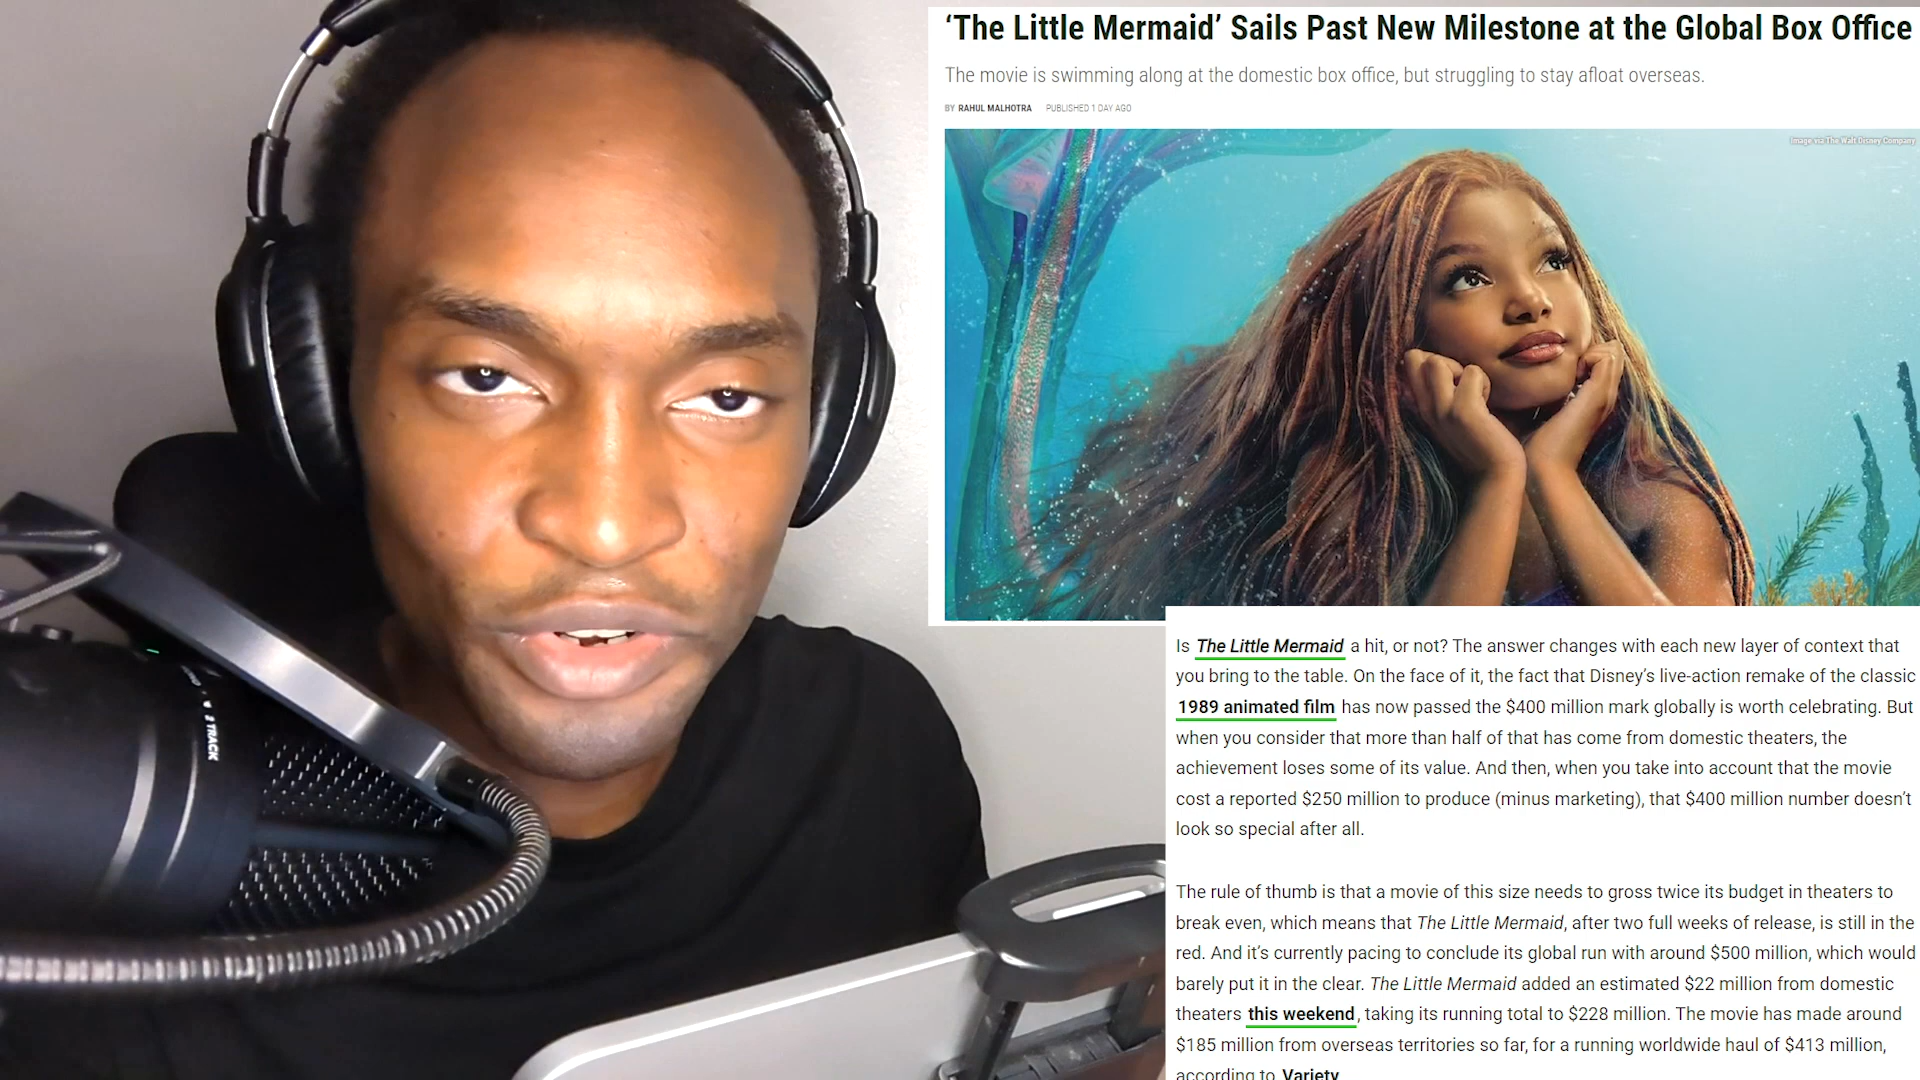 ‘The Little Mermaid’ Sails Past New Milestone at the Global Box Office
The movie is swimming along at the domestic box office, but struggling to stay afloat overseas.
BY RAHUL MALHOTRA PUBLISHED 1 DAY AGO
Image via The Walt Disney Company
Is The Little Mermaid a hit, or not? The answer changes with each new layer of context that
you bring to the table. On the face of it, the fact that Disney’s live-action remake of the classic
1989 animated film has now passed the $400 million mark globally is worth celebrating. But
when you consider that more than half of that has come from domestic theaters, the
achievement loses some of its value. And then, when you take into account that the movie
cost a reported $250 million to produce (minus marketing), that $400 million number doesn’t
look so special after all.
The rule of thumb is that a movie of this size needs to gross twice its budget in theaters to
break even, which means that The Little Mermaid, after two full weeks of release, is still in the
red. And it’s currently pacing to conclude its global run with around $500 million, which would
barely put it in the clear. The Little Mermaid added an estimated $22 million from domestic
theaters this weekend, taking its running total to $228 million. The movie has made around
$185 million from overseas territories so far, for a running worldwide haul of $413 million,
according to Variety
TRACK